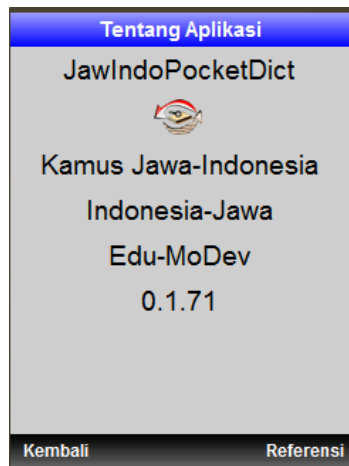 Tentang Aplikasi
JawIndoPocketDict
Kamus Jawa-Indonesia
Indonesia-Jawa
Edu-MoDev
0.1.71
Kembali Referensi